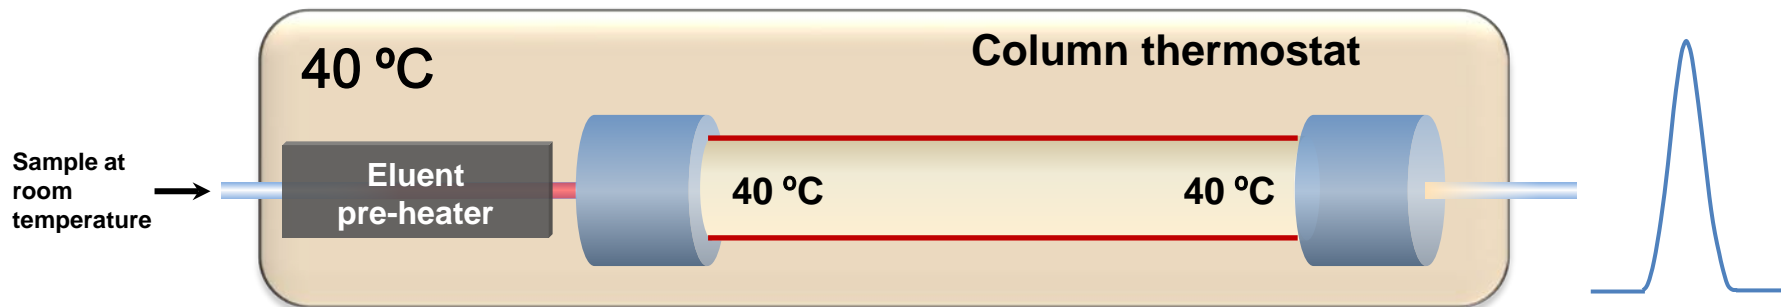 40 ºC
Column thermostat
Sample at
room
temperature
Eluent
pre-heater
40 ºC
40 ºC